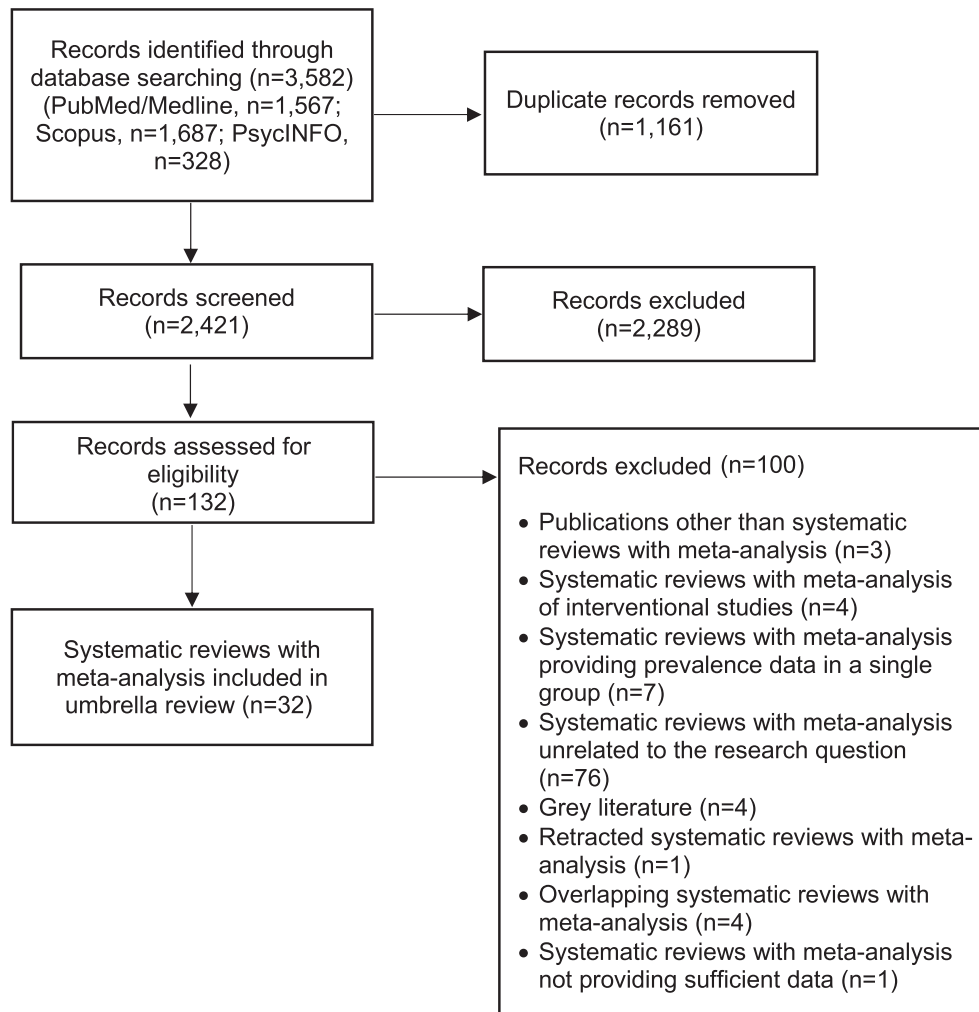 Records identified through
database searching (n=3,582)
(PubMed/Medline, n=1,567;
Scopus, n=1,687; PsycINFO,
n=328)
Duplicate records removed
(n=1,161)
Records screened
(n=2,421)
Records excluded
(n=2,289)
Records assessed for
eligibility
(n=132)
Records excluded (n=100)
• Publications other than systematic
reviews with meta-analysis (n=3)
• Systematic reviews with meta-analysis
of interventional studies (n=4)
• Systematic reviews with meta-analysis
providing prevalence data in a single
group (n=7)
• Systematic reviews with meta-analysis
unrelated to the research question
(n=76)
• Grey literature (n=4)
• Retracted systematic reviews with meta-
analysis (n=1)
• Overlapping systematic reviews with
meta-analysis (n=4)
• Systematic reviews with meta-analysis
not providing sufficient data (n=1)
Systematic reviews with
meta-analysis included in
umbrella review (n=32)